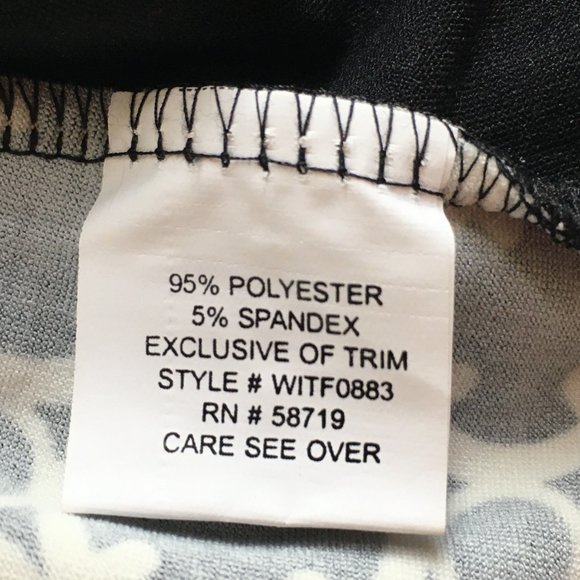 95% POLYESTER
5% SPANDEX
EXCLUSIVE OF TRIM
STYLE # WITF0883
RN # 58719
CARE SEE OVER